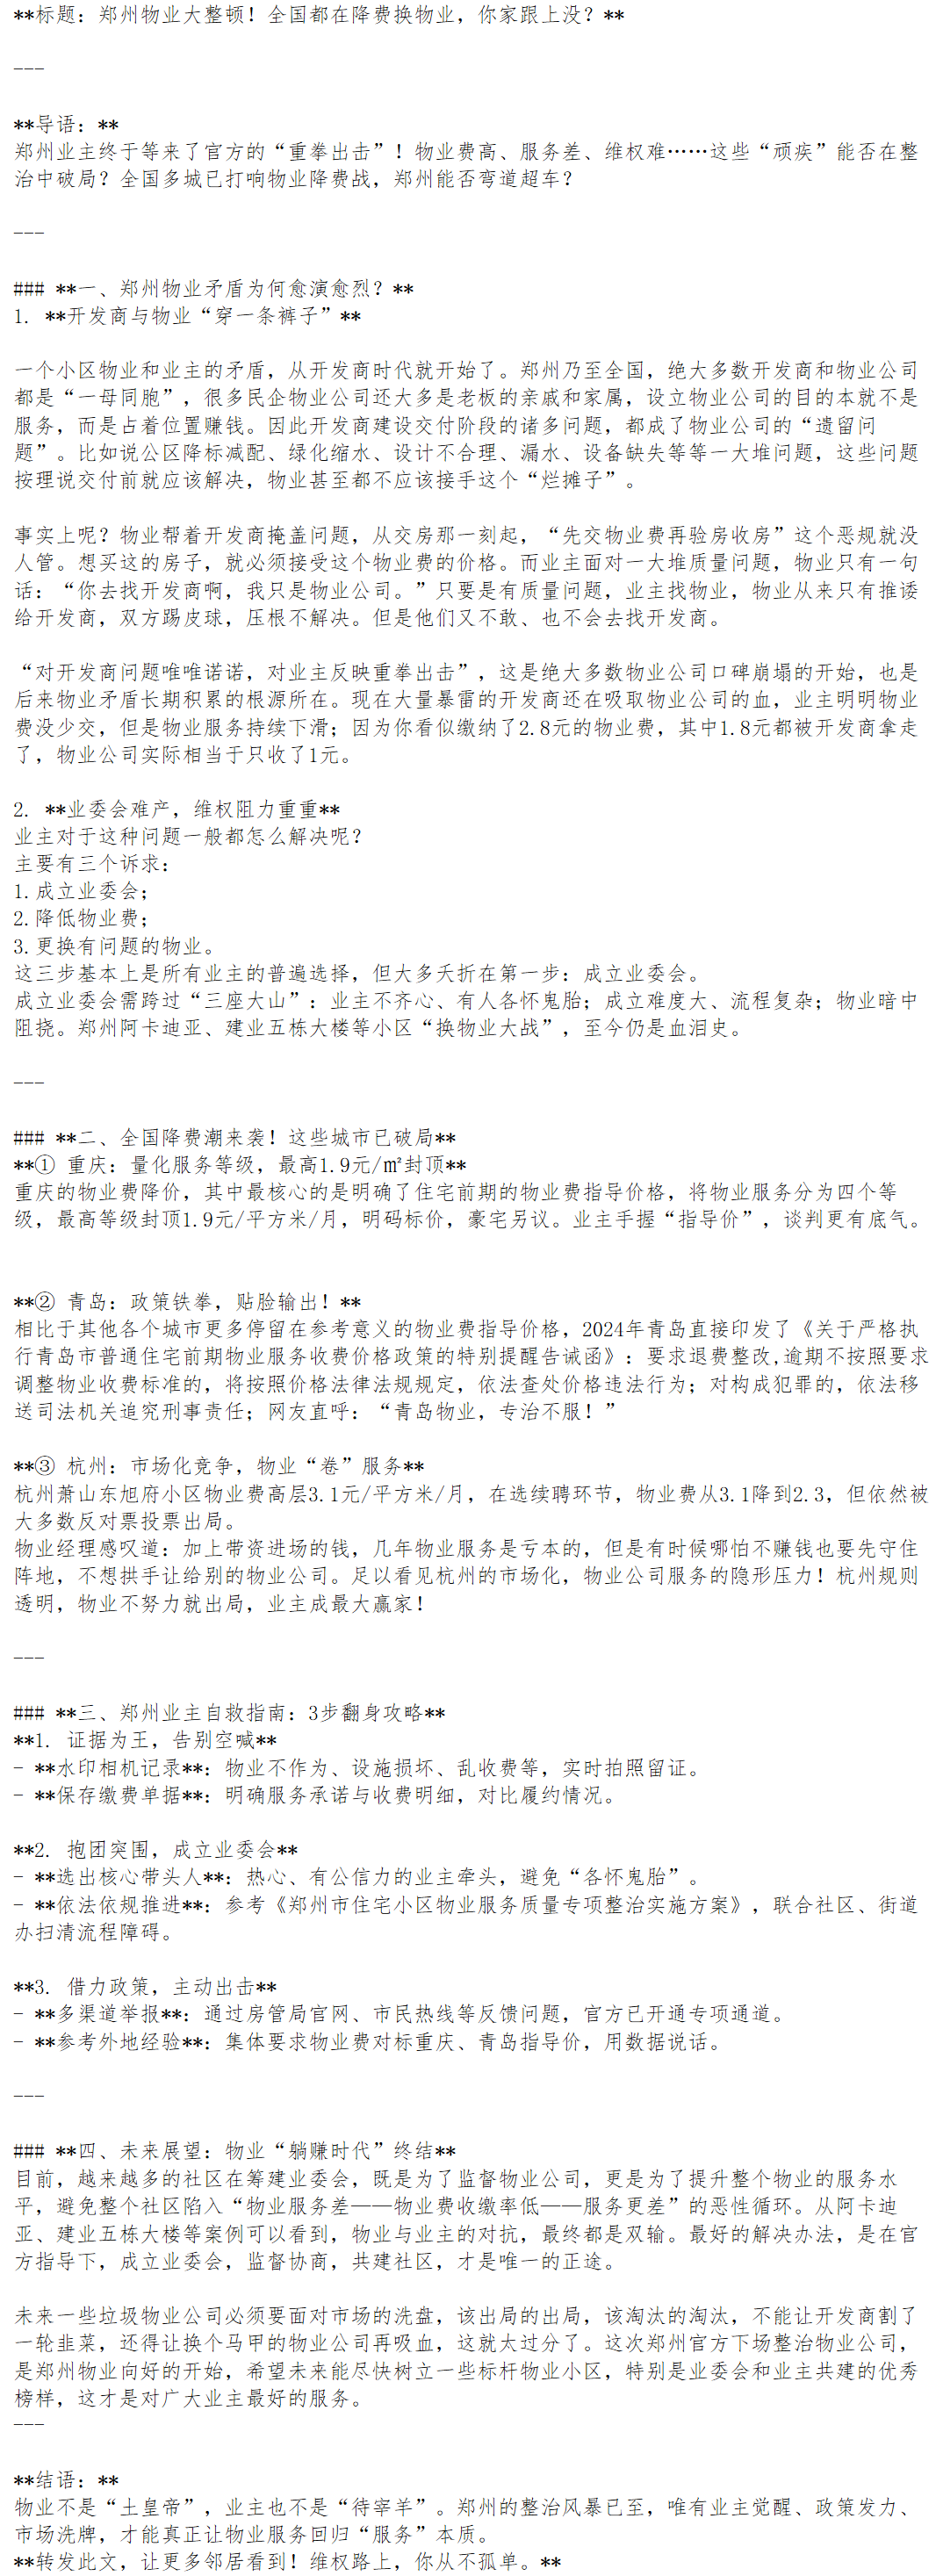 **标题：郑州物业大整顿！全国都在降费换物业，你家跟上没？**
---
**导语：**
郑州业主终于等来了官方的“重拳出击”！物业费高、服务差、维权难……这些“顽疾”能否在整
治中破局？全国多城已打响物业降费战，郑州能否弯道超车？
---
### **一、郑州物业矛盾为何愈演愈烈？**
1. **开发商与物业“穿一条裤子”**
一个小区物业和业主的矛盾，从开发商时代就开始了。郑州乃至全国，绝大多数开发商和物业公司
都是“一母同胞”，很多民企物业公司还大多是老板的亲戚和家属，设立物业公司的目的本就不是
服务，而是占着位置赚钱。因此开发商建设交付阶段的诸多问题，都成了物业公司的“遗留问
题”。比如说公区降标减配、绿化缩水、设计不合理、漏水、设备缺失等等一大堆问题，这些问题
按理说交付前就应该解决，物业甚至都不应该接手这个“烂摊子”。
事实上呢？物业帮着开发商掩盖问题，从交房那一刻起，“先交物业费再验房收房”这个恶规就没
人管。想买这的房子，就必须接受这个物业费的价格。而业主面对一大堆质量问题，物业只有一句
话：“你去找开发商啊，我只是物业公司。”只要是有质量问题，业主找物业，物业从来只有推诿
给开发商，双方踢皮球，压根不解决。但是他们又不敢、也不会去找开发商。
“对开发商问题唯唯诺诺，对业主反映重拳出击”，这是绝大多数物业公司口碑崩塌的开始，也是
后来物业矛盾长期积累的根源所在。现在大量暴雷的开发商还在吸取物业公司的血，业主明明物业
费没少交，但是物业服务持续下滑；因为你看似缴纳了2.8元的物业费，其中1.8元都被开发商拿走
了，物业公司实际相当于只收了1元。
2. **业委会难产，维权阻力重重**
业主对于这种问题一般都怎么解决呢？
主要有三个诉求：
1.成立业委会；
2.降低物业费；
3.更换有问题的物业。
这三步基本上是所有业主的普遍选择，但大多夭折在第一步：成立业委会。
成立业委会需跨过“三座大山”：业主不齐心、有人各怀鬼胎；成立难度大、流程复杂；物业暗中
阻挠。郑州阿卡迪亚、建业五栋大楼等小区“换物业大战”，至今仍是血泪史。
---
### **二、全国降费潮来袭！这些城市已破局**
**① 重庆：量化服务等级，最高1.9元/㎡封顶**
重庆的物业费降价，其中最核心的是明确了住宅前期的物业费指导价格，将物业服务分为四个等
级，最高等级封顶1.9元/平方米/月，明码标价，豪宅另议。业主手握“指导价”，谈判更有底气。
**② 青岛：政策铁拳，贴脸输出！**
相比于其他各个城市更多停留在参考意义的物业费指导价格，2024年青岛直接印发了《关于严格执
行青岛市普通住宅前期物业服务收费价格政策的特别提醒告诫函》：要求退费整改,逾期不按照要求
调整物业收费标准的，将按照价格法律法规规定，依法查处价格违法行为；对构成犯罪的，依法移
送司法机关追究刑事责任；网友直呼：“青岛物业，专治不服！”
**③ 杭州：市场化竞争，物业“卷”服务**
杭州萧山东旭府小区物业费高层3.1元/平方米/月，在选续聘环节，物业费从3.1降到2.3，但依然被
大多数反对票投票出局。
物业经理感叹道：加上带资进场的钱，几年物业服务是亏本的，但是有时候哪怕不赚钱也要先守住
阵地，不想拱手让给别的物业公司。足以看见杭州的市场化，物业公司服务的隐形压力！杭州规则
透明，物业不努力就出局，业主成最大赢家！
---
### **三、郑州业主自救指南：3步翻身攻略**
**1. 证据为王，告别空喊**
- **水印相机记录**：物业不作为、设施损坏、乱收费等，实时拍照留证。
- **保存缴费单据**：明确服务承诺与收费明细，对比履约情况。
**2. 抱团突围，成立业委会**
- **选出核心带头人**：热心、有公信力的业主牵头，避免“各怀鬼胎”。
- **依法依规推进**：参考《郑州市住宅小区物业服务质量专项整治实施方案》，联合社区、街道
办扫清流程障碍。
**3. 借力政策，主动出击**
- **多渠道举报**：通过房管局官网、市民热线等反馈问题，官方已开通专项通道。
- **参考外地经验**：集体要求物业费对标重庆、青岛指导价，用数据说话。
---
### **四、未来展望：物业“躺赚时代”终结**
目前，越来越多的社区在筹建业委会，既是为了监督物业公司，更是为了提升整个物业的服务水
平，避免整个社区陷入“物业服务差——物业费收缴率低——服务更差”的恶性循环。从阿卡迪
亚、建业五栋大楼等案例可以看到，物业与业主的对抗，最终都是双输。最好的解决办法，是在官
方指导下，成立业委会，监督协商，共建社区，才是唯一的正途。
未来一些垃圾物业公司必须要面对市场的洗盘，该出局的出局，该淘汰的淘汰，不能让开发商割了
一轮韭菜，还得让换个马甲的物业公司再吸血，这就太过分了。这次郑州官方下场整治物业公司，
是郑州物业向好的开始，希望未来能尽快树立一些标杆物业小区，特别是业委会和业主共建的优秀
榜样，这才是对广大业主最好的服务。
---
**结语：**
物业不是“土皇帝”，业主也不是“待宰羊”。郑州的整治风暴已至，唯有业主觉醒、政策发力、
市场洗牌，才能真正让物业服务回归“服务”本质。
**转发此文，让更多邻居看到！维权路上，你从不孤单。**